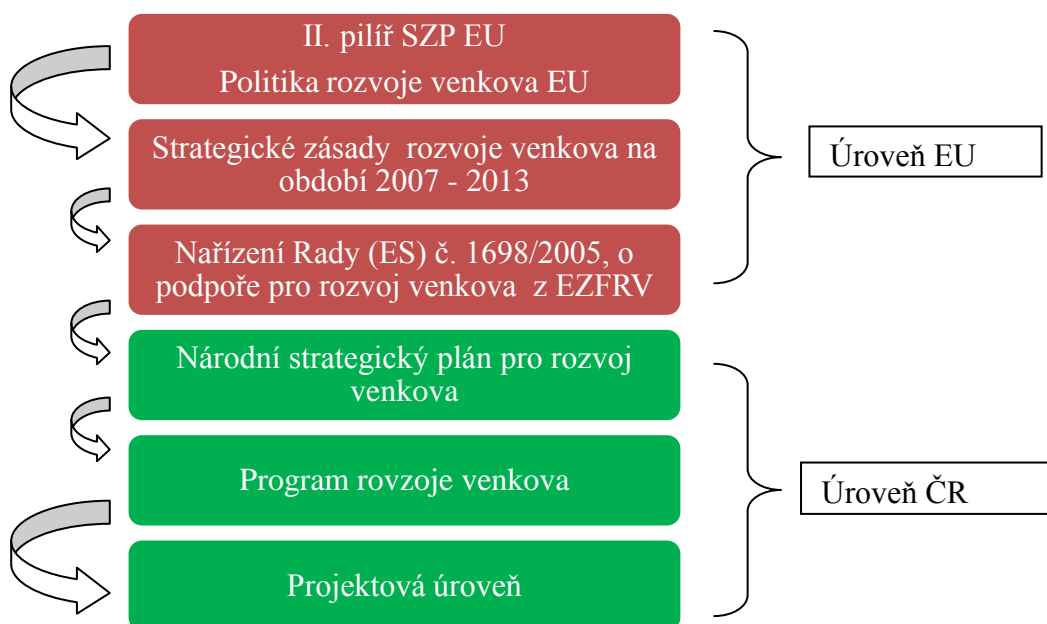 II. pilíř SZP EU
Politika rozvoje venkova EU
Strategické zásady  rozvoje venkova na
období 2007 - 2013
Úroveň EU
Nařízení Rady (ES) č. 1698/2005, o
podpoře pro rozvoj venkova  z EZFRV
Národní strategický plán pro rozvoj
venkova
Program rovzoje venkova
Úroveň ČR
Projektová úroveň